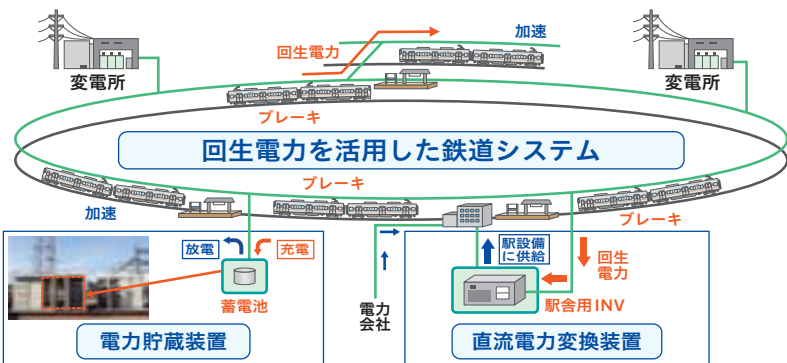 変電所
回生電力
加速
変電所
ブレーキ
回生電力を活用した鉄道システム
加速
ブレーキ
ブレーキ
放電
充電
蓄電池
電力貯蔵装置
電力
会社
駅設備
に供給
回生
電力
駅舎用INV
直流電力変換装置